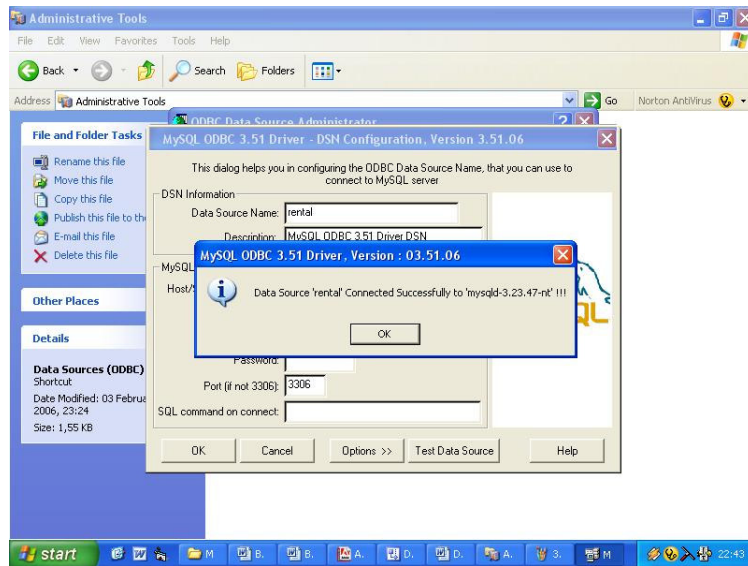 Administrative Tools
File Edit View Favorites Tools Help
Back Search Folders
Address Administrative Tools Go Norton AntiVirus
File and Folder Tasks
Rename this file
Move this file
Copy this file
Publish this file to the
E-mail this file
Delete this file
Other Places
Details
Data Sources (ODBC)
Shortcut
Date Modified: 03 Februa
2006, 23:24
Size: 1,55 KB
ODBC Data Source Administrator
MySQL ODBC 3.51 Driver - DSN Configuration, Version 3.51.06
This dialog helps you in configuring the ODBC Data Source Name, that you can use to
connect to MySQL server
DSN Information
Data Source Name: rental
Description: MySQL ODBC 3.51 Driver DSN
MySQL
Host/
MySQL ODBC 3.51 Driver, Version : 03.51.06
Data Source 'rental' Connected Successfully to 'mysqld-3.23.47-nt' !!!
OK
Password:
Port (if not 3306): 3306
SQL command on connect:
OK Cancel Options >> Test Data Source Help
start M B. B. A. D. D. A. 3. M 22:43